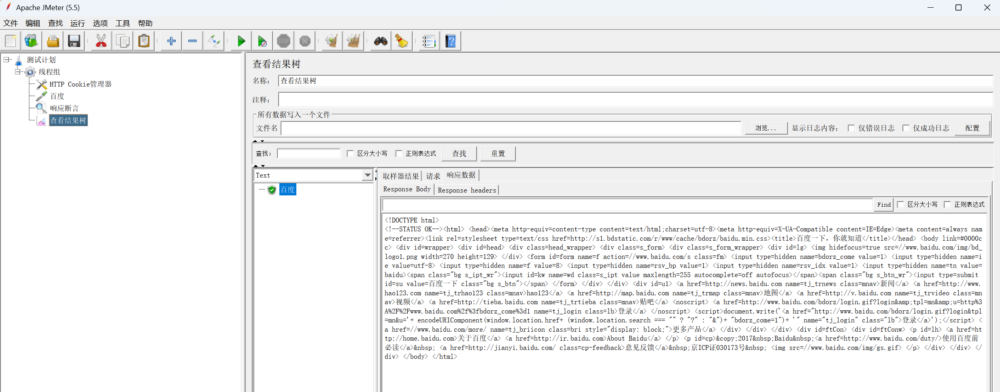 Apache JMeter (5.5)
文件 编辑 查找 运行 选项 工具 帮助
STOP
测试计划
线程组
HTTP Cookie管理器
百度
响应断言
查看结果树
查看结果树
名称： 查看结果树
注释：
所有数据写入一个文件
文件名 浏览... 显示日志内容： 仅错误日志 仅成功日志 配置
查找： 区分大小写 正则表达式 查找 重置
Text
百度
取样器结果 请求 响应数据
Response Body Response headers
Find 区分大小写 正则表达式
<!DOCTYPE html>
<!--STATUS OK--><html> <head><meta http-equiv=content-type content=text/html;charset=utf-8><meta http-equiv=X-UA-Compatible content=IE=Edge><meta content=always nam
e=referrer><link rel=stylesheet type=text/css href=http://s1.bdstatic.com/r/www/cache/bdorz/baidu.min.css><title>百度一下，你就知道</title></head> <body link=#0000c
c> <div id=wrapper> <div id=head> <div class=head_wrapper> <div class=s_form> <div class=s_form_wrapper> <div id=lg> <img hidefocus=true src=//www.baidu.com/img/bd_
logo1.png width=270 height=129> </div> <form id=form name=f action=//www.baidu.com/s class=fm> <input type=hidden name=bdorz_come value=1> <input type=hidden name=i
e value=utf-8> <input type=hidden name=f value=8> <input type=hidden name=rsv_bp value=1> <input type=hidden name=rsv_idx value=1> <input type=hidden name=tn value=
baidu><span class="bg s_ipt_wr"><input id=kw name=wd class=s_ipt value maxlength=255 autocomplete=off autofocus></span><span class="bg s_btn_wr"><input type=submit 
id=su value=百度一下 class="bg s_btn"></span> </form> </div> </div> <div id=u1> <a href=http://news.baidu.com name=tj_trnews class=mnav>新闻</a> <a href=http://www.
hao123.com name=tj_trhao123 class=mnav>hao123</a> <a href=http://map.baidu.com name=tj_trmap class=mnav>地图</a> <a href=http://v.baidu.com name=tj_trvideo class=mn
av>视频</a> <a href=http://tieba.baidu.com name=tj_trtieba class=mnav>贴吧</a> <noscript> <a href=http://www.baidu.com/bdorz/login.gif?login&amp;tpl=mn&amp;u=http%3
A%2F%2Fwww.baidu.com%2f%3fbdorz_come%3d1 name=tj_login class=lb>登录</a> </noscript> <script>document.write('<a href="http://www.baidu.com/bdorz/login.gif?login&tpl
=mn&u='+ encodeURIComponent(window.location.href+ (window.location.search === "" ? "?" : "&")+ "bdorz_come=1")+ '" name="tj_login" class="lb">登录</a>');</script> <
a href=//www.baidu.com/more/ name=tj_briicon class=bri style="display: block;">更多产品</a> </div> </div> </div> <div id=ftCon> <div id=ftConw> <p id=lh> <a href=ht
tp://home.baidu.com>关于百度</a> <a href=http://ir.baidu.com>About Baidu</a> </p> <p id=cp>&copy;2017&nbsp;Baidu&nbsp;<a href=http://www.baidu.com/duty/>使用百度前
必读</a>&nbsp; <a href=http://jianyi.baidu.com/ class=cp-feedback>意见反馈</a>&nbsp;京ICP证030173号&nbsp; <img src=//www.baidu.com/img/gs.gif> </p> </div> </div> </
div> </body> </html>